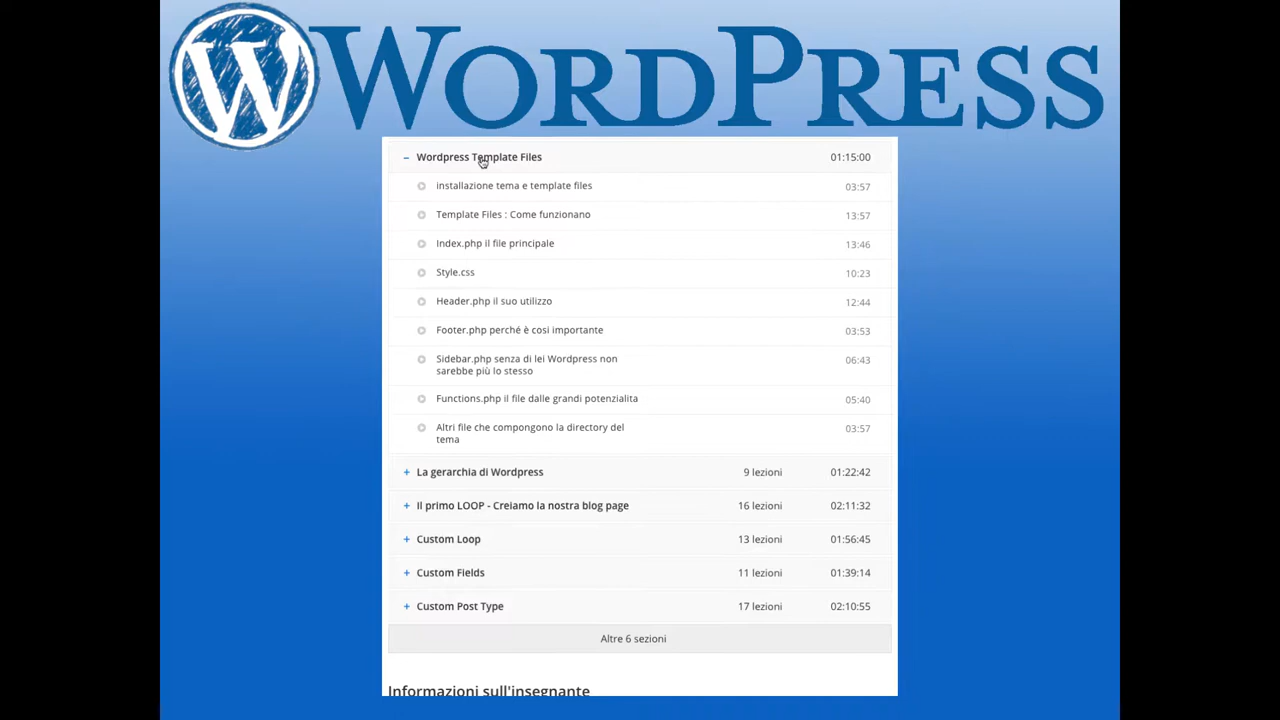 WORDPRESS
Wordpress Template Files 01:15:00
installazione tema e template files 03:57
Template Files : Come funzionano 13:57
Index.php il file principale 13:46
Style.css 10:23
Header.php il suo utilizzo 12:44
Footer.php perché è cosi importante 03:53
Sidebar.php senza di lei Wordpress non 06:43
sarebbe più lo stesso
Functions.php il file dalle grandi potenzialita 05:40
Altri file che compongono la directory del 03:57
tema
La gerarchia di Wordpress 9 lezioni 01:22:42
Il primo LOOP - Creiamo la nostra blog page 16 lezioni 02:11:32
Custom Loop 13 lezioni 01:56:45
Custom Fields 11 lezioni 01:39:14
Custom Post Type 17 lezioni 02:10:55
Altre 6 sezioni
Informazioni sull'insegnante